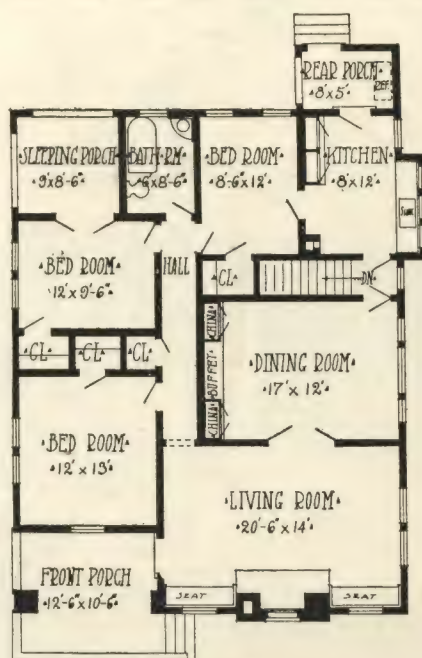 REAR PORCH
8'x5'
REF.
SLEEPING PORCH
9'x8'-6"
BATH RM.
6'x8'-6"
BED ROOM
8'-6"x12'
KITCHEN
8'x12'
SINK
BED ROOM
12'x9'-6"
HALL
CL
DN
CL
CL
CL
CHINA
BUFFET
CHINA
DINING ROOM
17'x12'
BED ROOM
12'x13'
LIVING ROOM
20'-6"x14'
FRONT PORCH
12'-6"x10'-6"
SEAT
SEAT